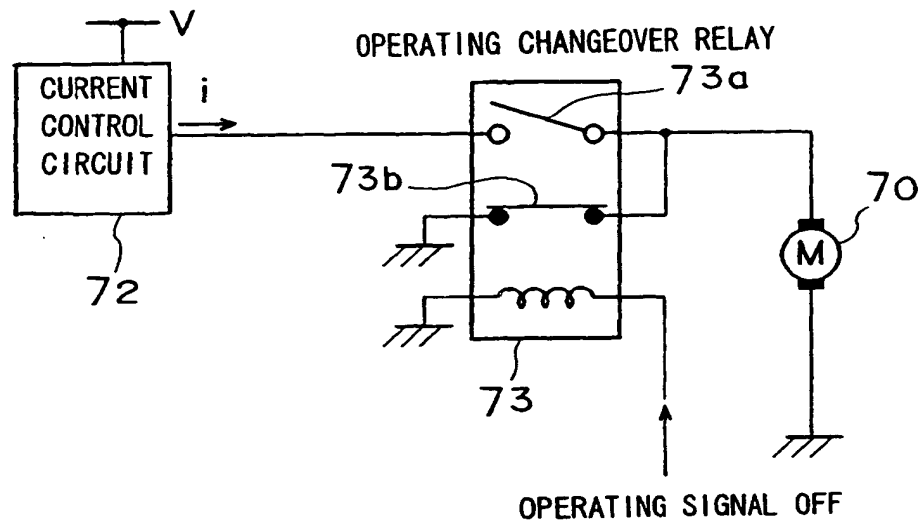 V
CURRENT
CONTROL
CIRCUIT
i
72
OPERATING CHANGEOVER RELAY
73a
73b
73
70
M
OPERATING SIGNAL OFF